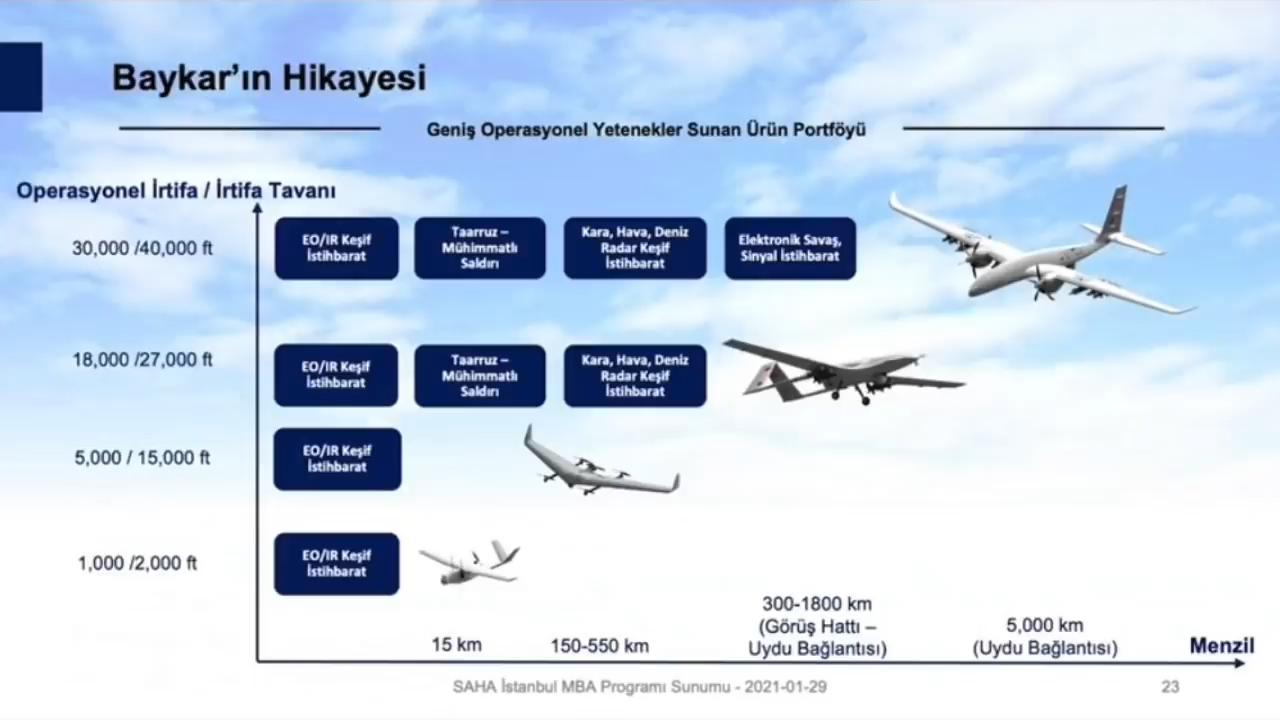 Baykar’ın Hikayesi
Geniş Operasyonel Yetenekler Sunan Ürün Portföyü
Operasyonel İrtifa / İrtifa Tavanı
30,000 /40,000 ft
EO/IR Keşif
İstihbarat
Taarruz –
Mühimmatlı
Saldırı
Kara, Hava, Deniz
Radar Keşif
İstihbarat
Elektronik Savaş,
Sinyal İstihbarat
18,000 /27,000 ft
EO/IR Keşif
İstihbarat
Taarruz –
Mühimmatlı
Saldırı
Kara, Hava, Deniz
Radar Keşif
İstihbarat
5,000 / 15,000 ft
EO/IR Keşif
İstihbarat
1,000 /2,000 ft
EO/IR Keşif
İstihbarat
15 km
150-550 km
300-1800 km
(Görüş Hattı –
Uydu Bağlantısı)
5,000 km
(Uydu Bağlantısı)
Menzil
SAHA İstanbul MBA Programı Sunumu - 2021-01-29
23